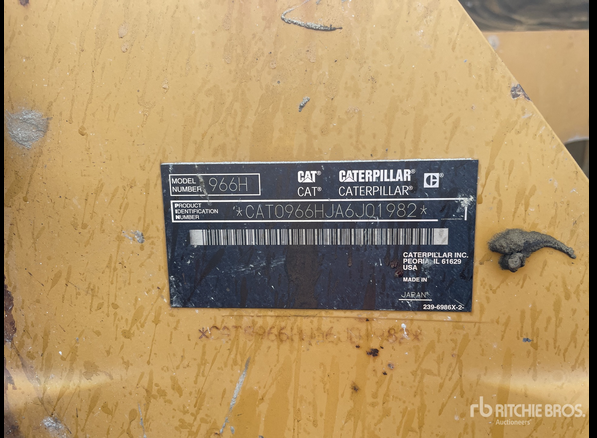 MODEL NUMBER 966H
CAT® CATERPILLAR®
CAT® CATERPILLAR® C
PRODUCT IDENTIFICATION NUMBER *CAT0966HJA6J01982*
CATERPILLAR INC.
PEORIA, IL 61629
USA
MADE IN
JAPAN
239-6986X-2
rb RITCHIE BROS.
Auctioneers